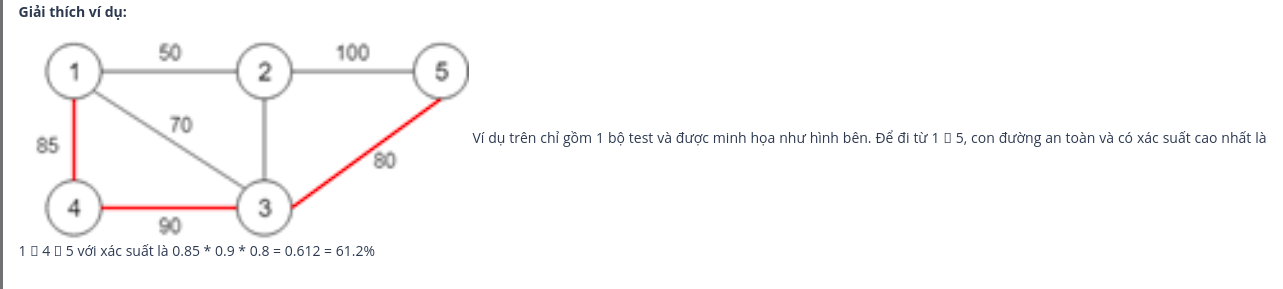 Giải thích ví dụ:
50 100
1 2 5
70
85
Ví dụ trên chỉ gồm 1 bộ test và được minh họa như hình bên. Để đi từ 1 ▯ 5, con đường an toàn và có xác suất cao nhất là
80
4 3
90
1 ▯ 4 ▯ 5 với xác suất là 0.85 * 0.9 * 0.8 = 0.612 = 61.2%